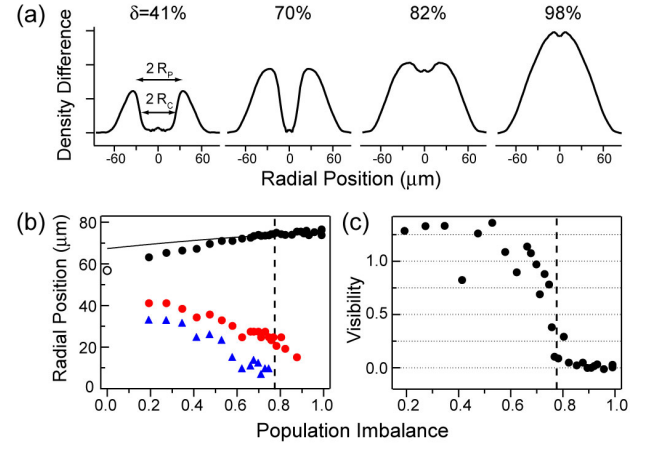 (a)
δ=41%
70%
82%
98%
Density Difference
2 R_P
2 R_C
-60 0 60
-60 0 60
-60 0 60
-60 0 60
Radial Position (μm)
(b)
Radial Position (μm)
80
60
40
20
0
0.0 0.2 0.4 0.6 0.8 1.0
(c)
Visibility
1.0
0.5
0.0
0.2 0.4 0.6 0.8 1.0
Population Imbalance